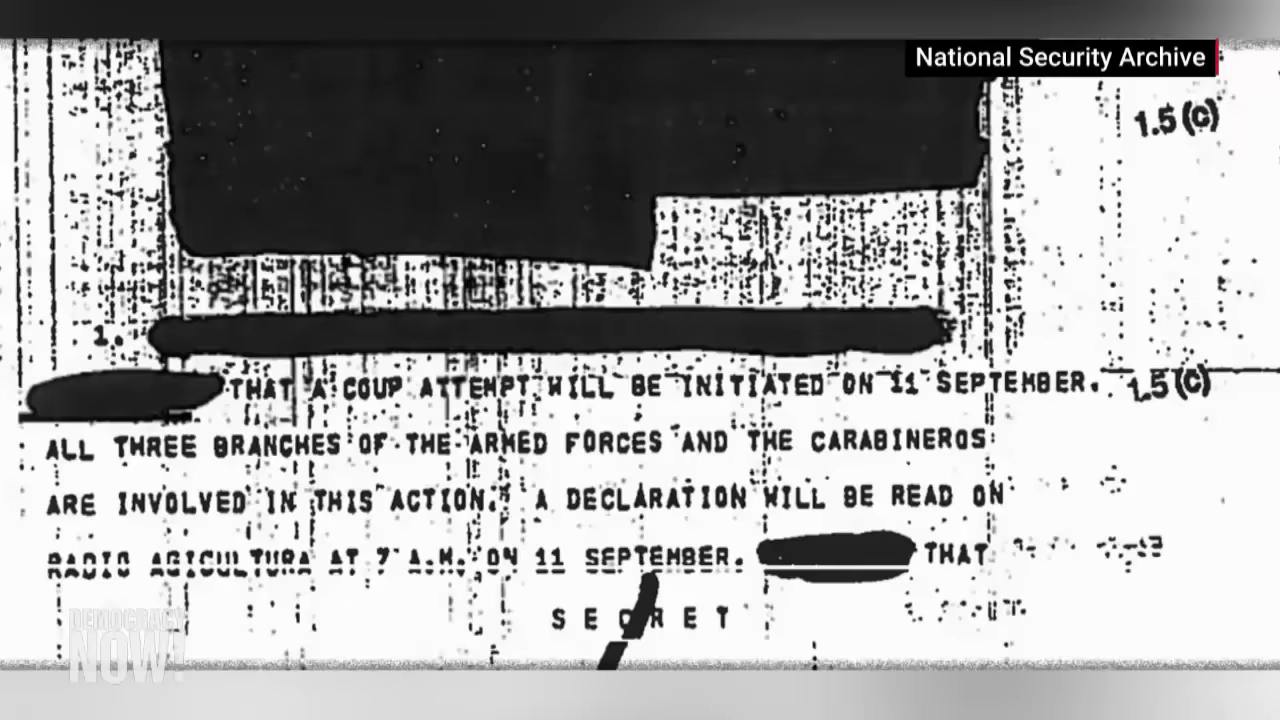 National Security Archive
1.5 (C)
1.
THAT A COUP ATTEMPT WILL BE INITIATED ON 11 SEPTEMBER. 1.5 (C)
ALL THREE BRANCHES OF THE ARMED FORCES AND THE CARABINEROS
ARE INVOLVED IN THIS ACTION. A DECLARATION WILL BE READ ON
RADIO AGICULTURA AT 7 A.M. ON 11 SEPTEMBER. THAT
SECRET
DEMOCRACY
NOW!